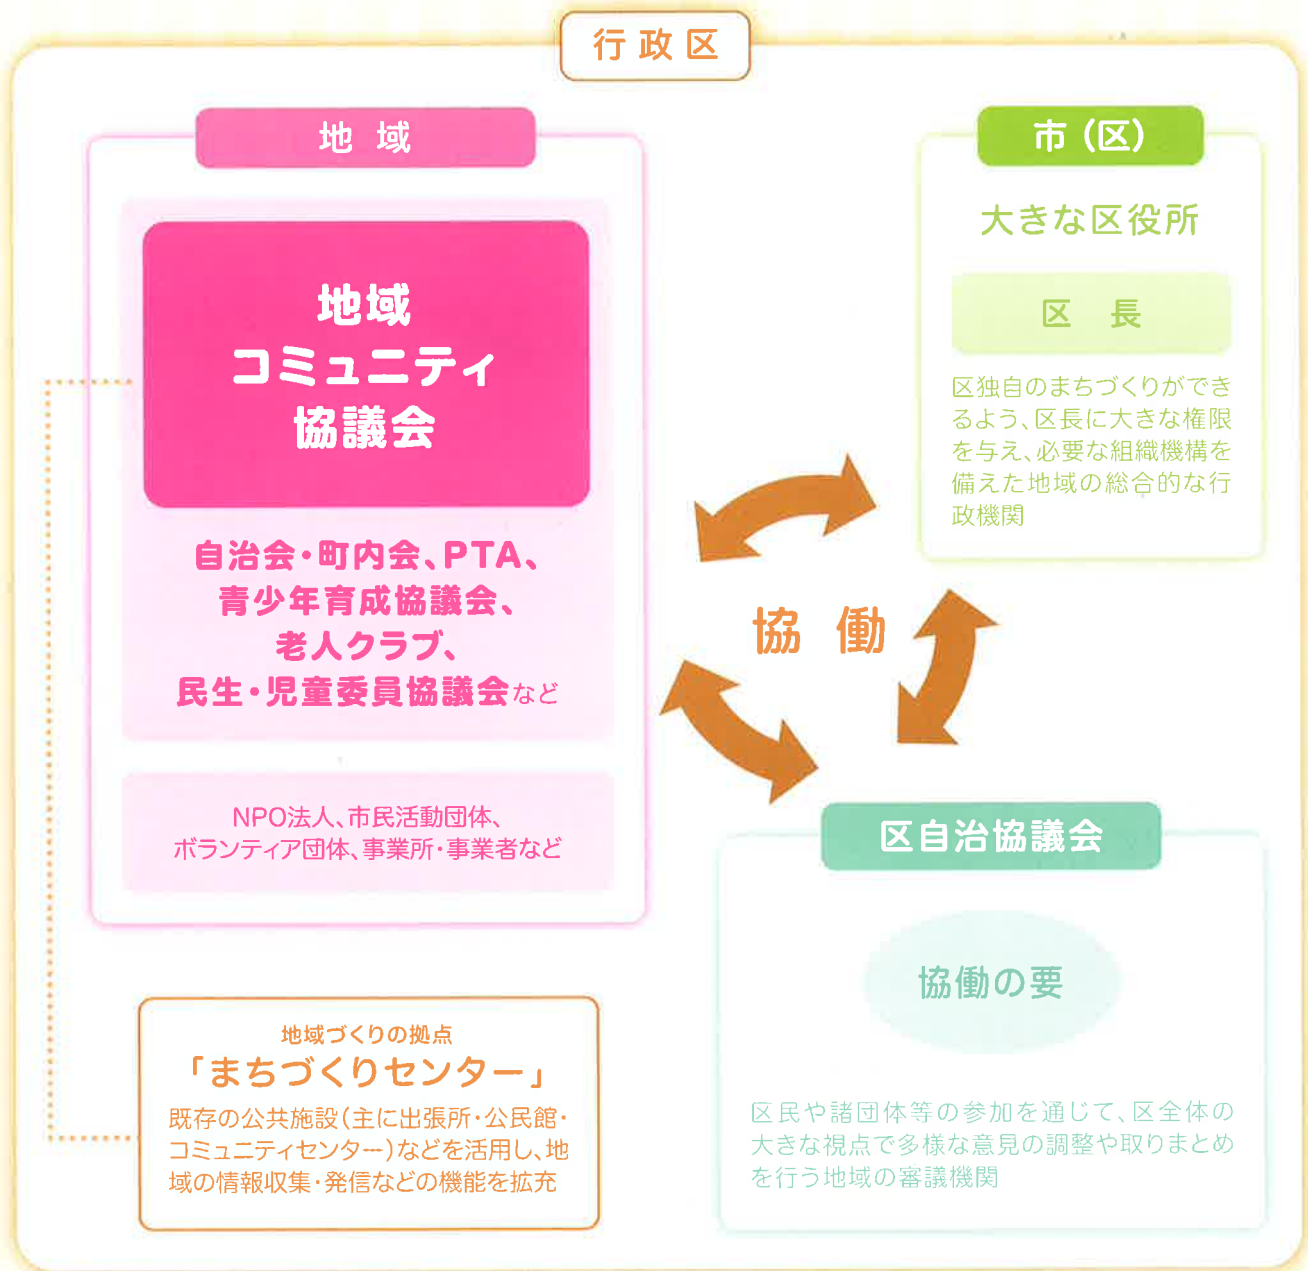 行政区
地域
地域
コミュニティ
協議会
自治会・町内会、PTA、
青少年育成協議会、
老人クラブ、
民生・児童委員協議会など
NPO法人、市民活動団体、
ボランティア団体、事業所・事業者など
地域づくりの拠点
「まちづくりセンター」
既存の公共施設(主に出張所・公民館・
コミュニティセンター)などを活用し、地
域の情報収集・発信などの機能を拡充
協働
市(区)
大きな区役所
区長
区独自のまちづくりができ
るよう、区長に大きな権限
を与え、必要な組織機構を
備えた地域の総合的な行
政機関
区自治協議会
協働の要
区民や諸団体等の参加を通じて、区全体の
大きな視点で多様な意見の調整や取りまとめ
を行う地域の審議機関